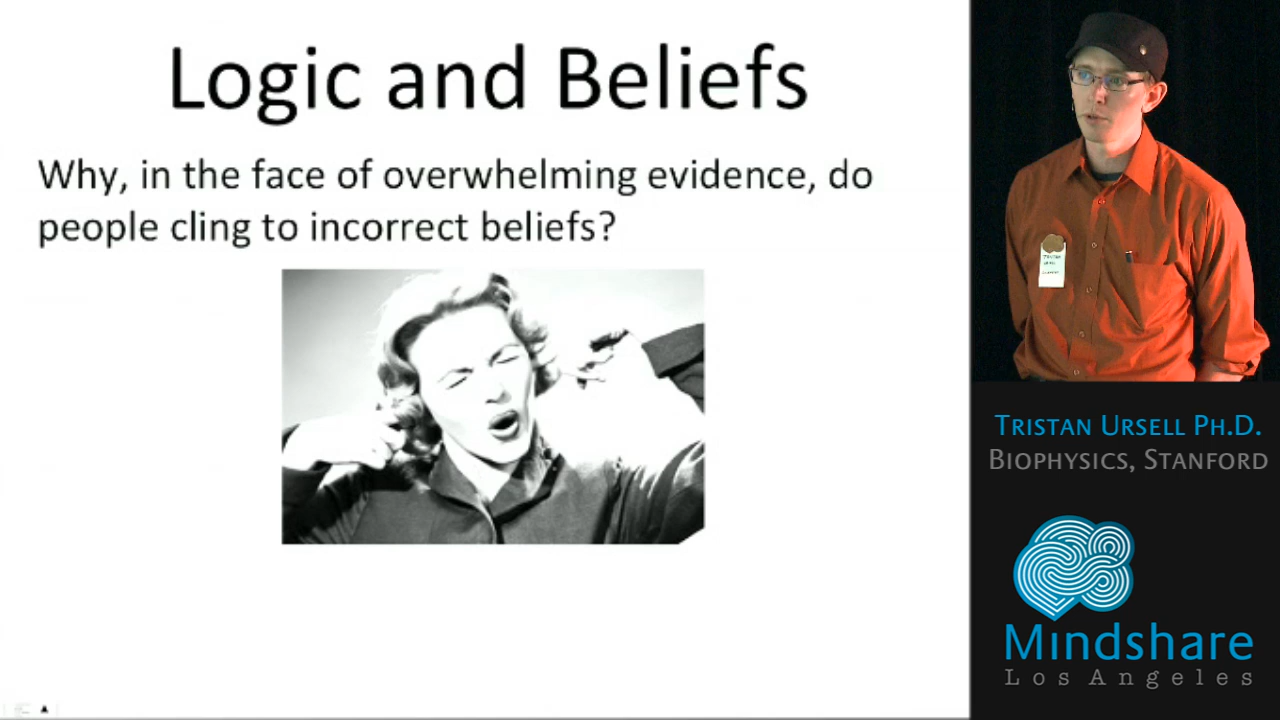 Logic and Beliefs
Why, in the face of overwhelming evidence, do
people cling to incorrect beliefs?
TRISTAN URSELL PH.D.
BIOPHYSICS, STANFORD
Mindshare
Los Angeles